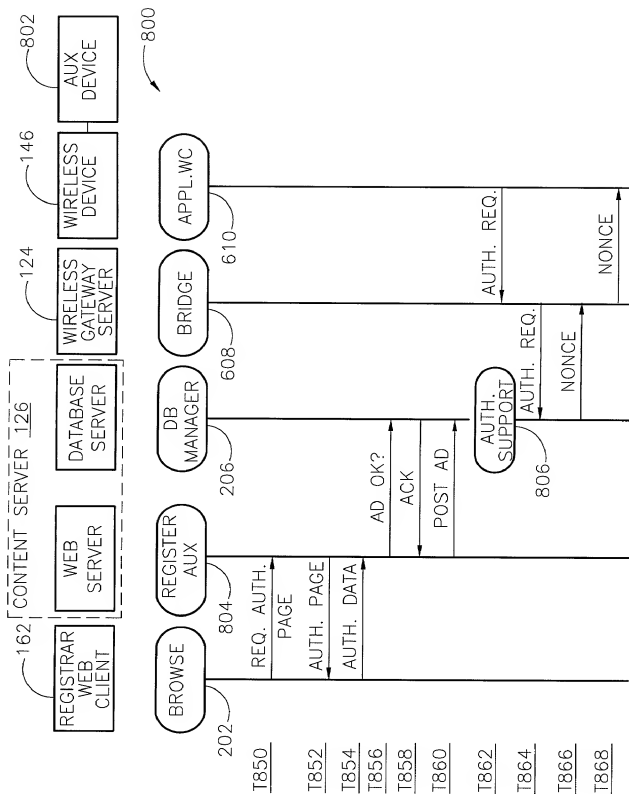 CONTENT SERVER 126
162
124
146
802
REGISTRAR
WEB
CLIENT
WEB
SERVER
DATABASE
SERVER
WIRELESS
GATEWAY
SERVER
WIRELESS
DEVICE
AUX
DEVICE
800
BROWSE
REGISTER
AUX
DB
MANAGER
BRIDGE
APPL.WC
202
804
206
608
610
T850
REQ. AUTH.
PAGE
T852
AUTH. PAGE
T854
AUTH. DATA
T856
AD OK?
T858
ACK
T860
POST AD
T862
AUTH.
SUPPORT
806
AUTH. REQ.
T864
AUTH. REQ.
T866
NONCE
T868
NONCE